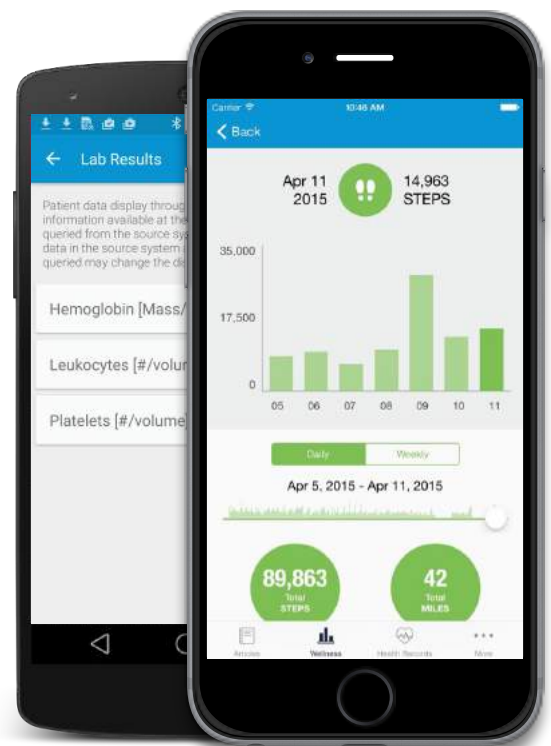 Lab Results
Patient data display throug
information available at the
queried from the source sy
data in the source system
queried may change the di
Hemoglobin [Mass/
Leukocytes [#/volu
Platelets [#/volume]
Carrier
10:46 AM
Back
Apr 11
2015
14,963
STEPS
35,000
17,500
0
05 06 07 08 09 10 11
Daily
Weekly
Apr 5, 2015 - Apr 11, 2015
89,863
Total
STEPS
42
Total
MILES
Articles
Wellness
Health Records
More